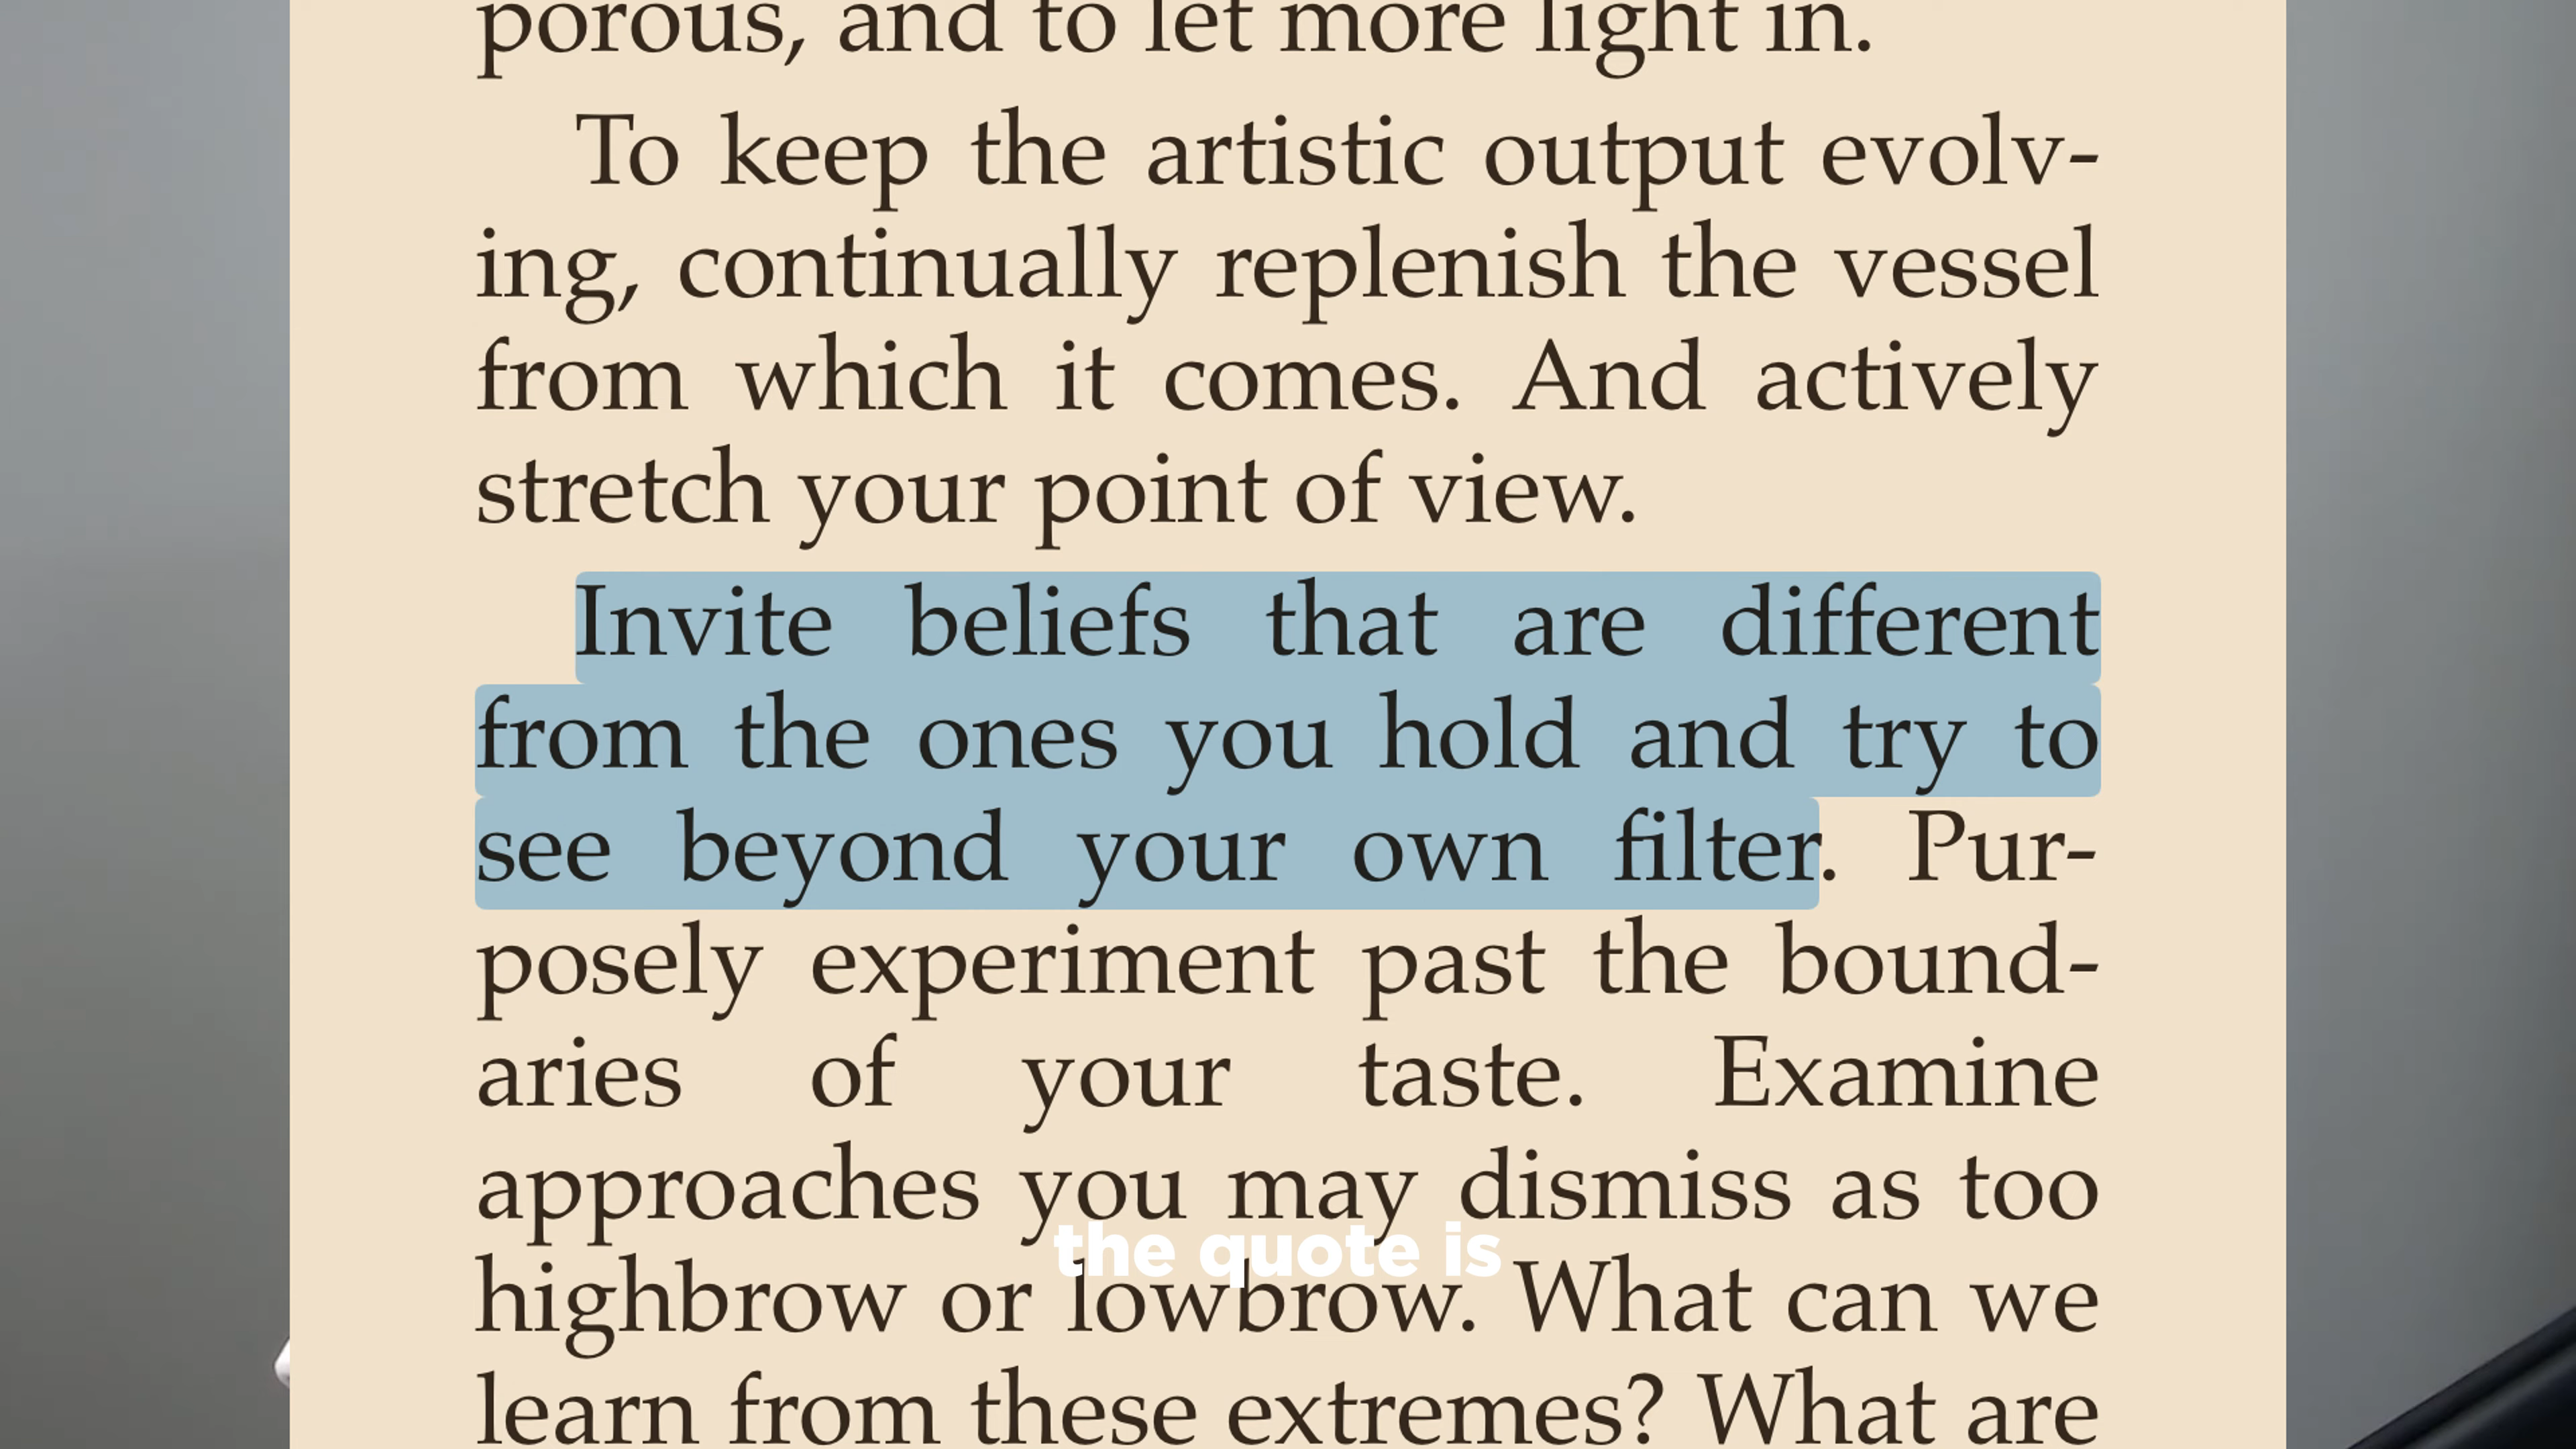 porous, and to let more light in.
To keep the artistic output evolv-
ing, continually replenish the vessel
from which it comes. And actively
stretch your point of view.
Invite beliefs that are different
from the ones you hold and try to
see beyond your own filter. Pur-
posely experiment past the bound-
aries of your taste. Examine
approaches you may dismiss as too
the quote is
highbrow or lowbrow. What can we
learn from these extremes? What are